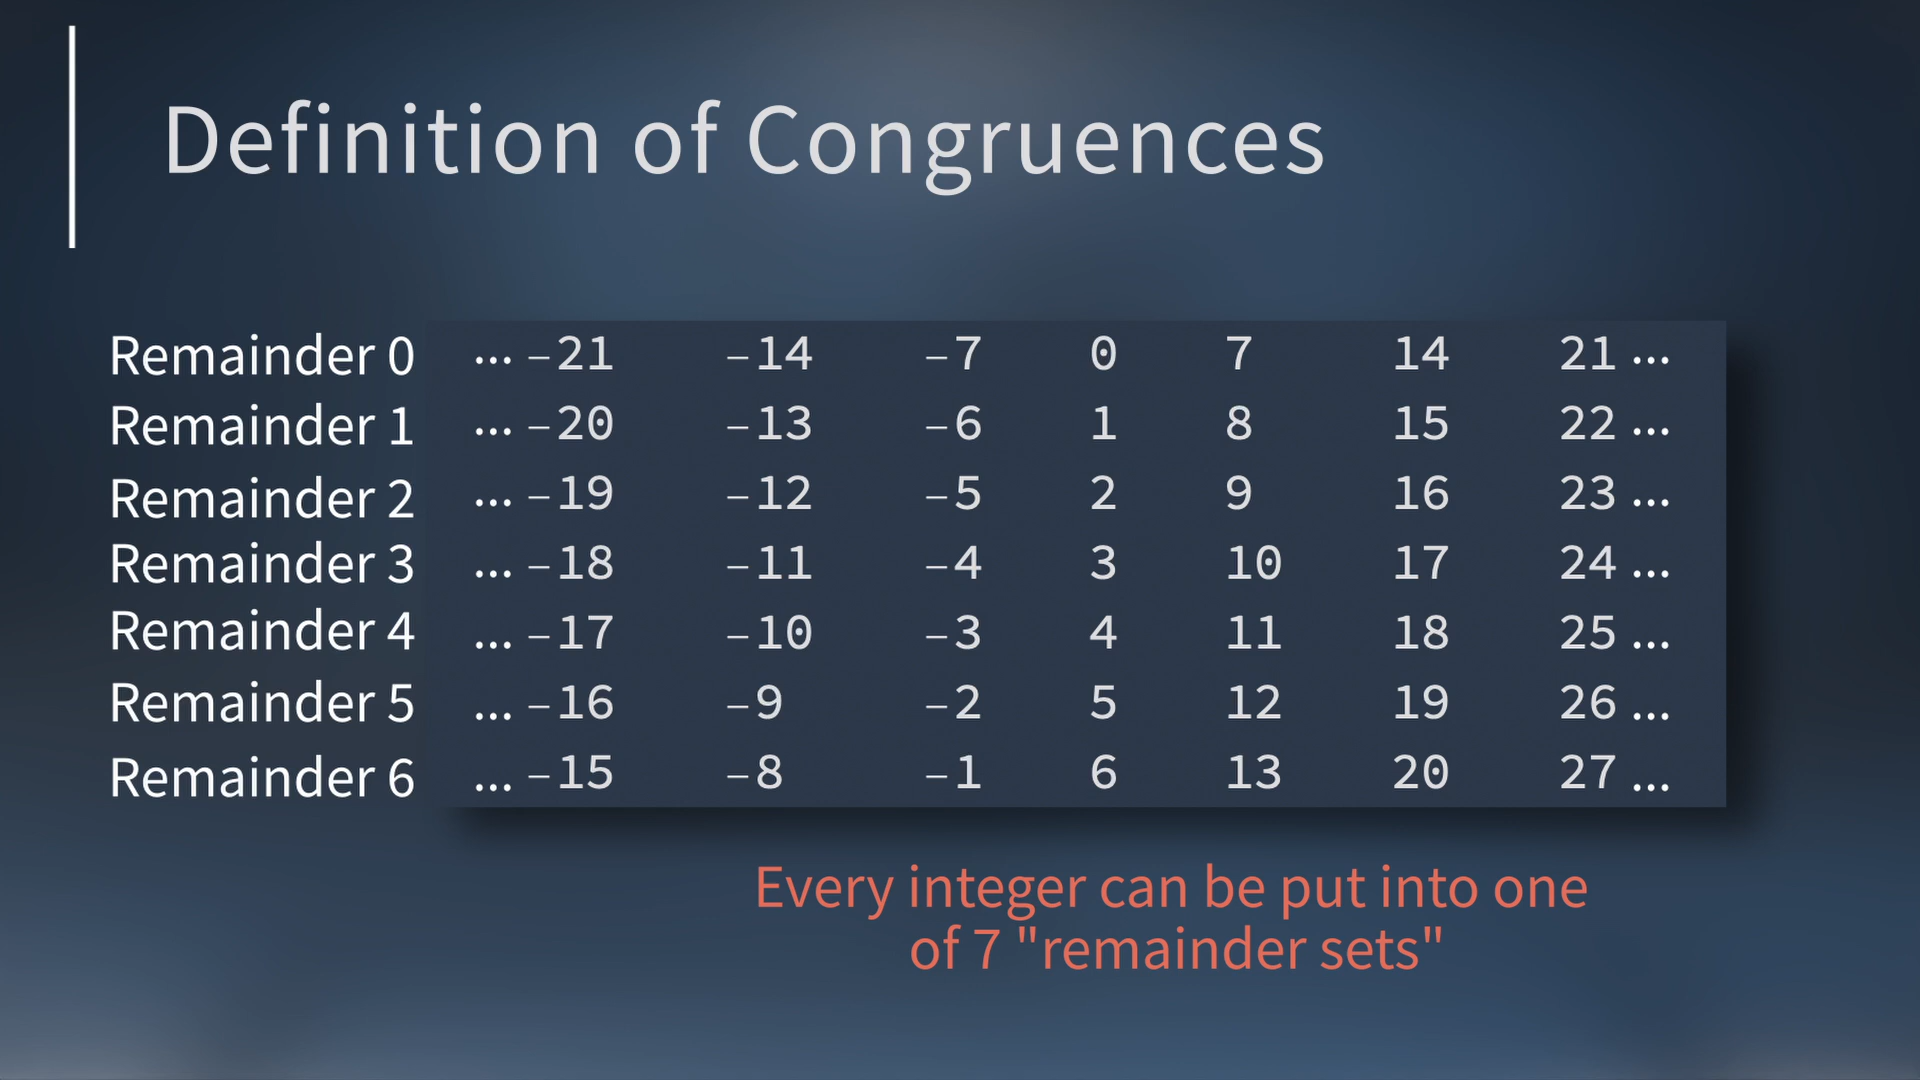 Definition of Congruences
Remainder 0 ... –21 –14 –7 0 7 14 21 ...
Remainder 1 ... –20 –13 –6 1 8 15 22 ...
Remainder 2 ... –19 –12 –5 2 9 16 23 ...
Remainder 3 ... –18 –11 –4 3 10 17 24 ...
Remainder 4 ... –17 –10 –3 4 11 18 25 ...
Remainder 5 ... –16 –9 –2 5 12 19 26 ...
Remainder 6 ... –15 –8 –1 6 13 20 27 ...
Every integer can be put into one
of 7 "remainder sets"